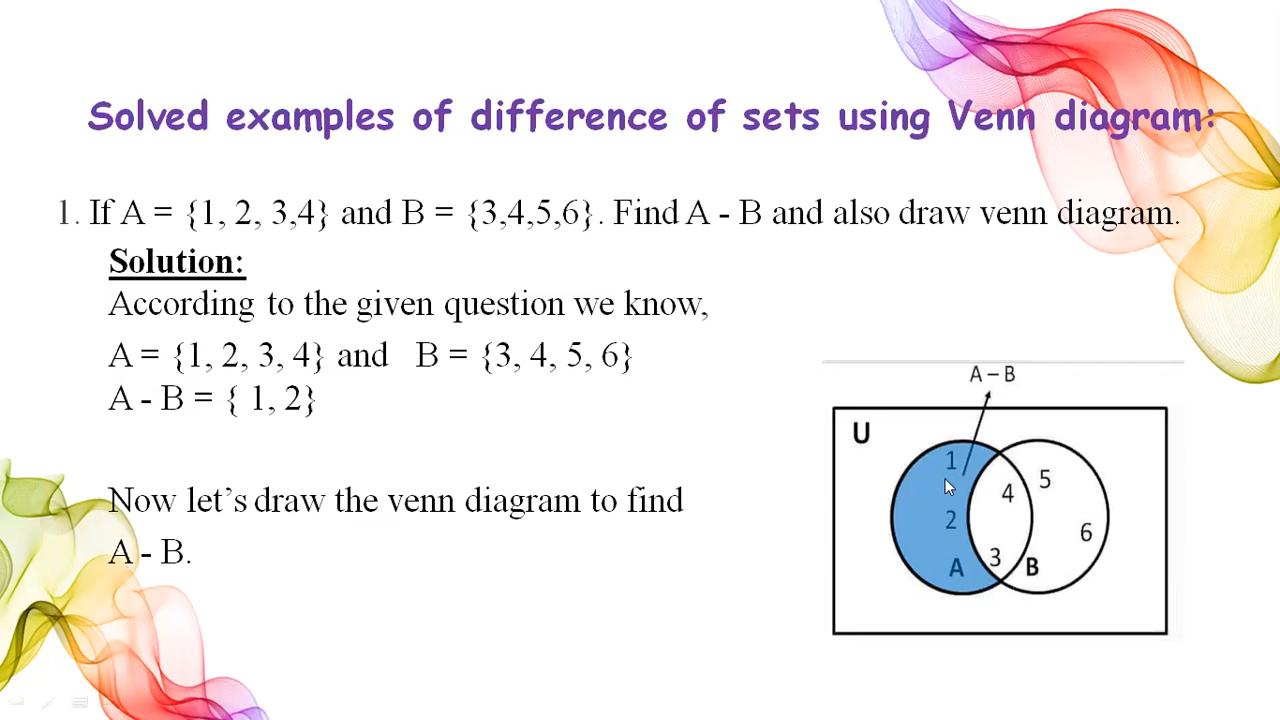 Solved examples of difference of sets using Venn diagram:
1. If A = {1, 2, 3,4} and B = {3,4,5,6}. Find A - B and also draw venn diagram.
Solution:
According to the given question we know,
A = {1, 2, 3, 4} and B = {3, 4, 5, 6}
A - B = { 1, 2}
Now let’s draw the venn diagram to find
A - B.
A – B
U
1
5
4
2
6
3
A
B